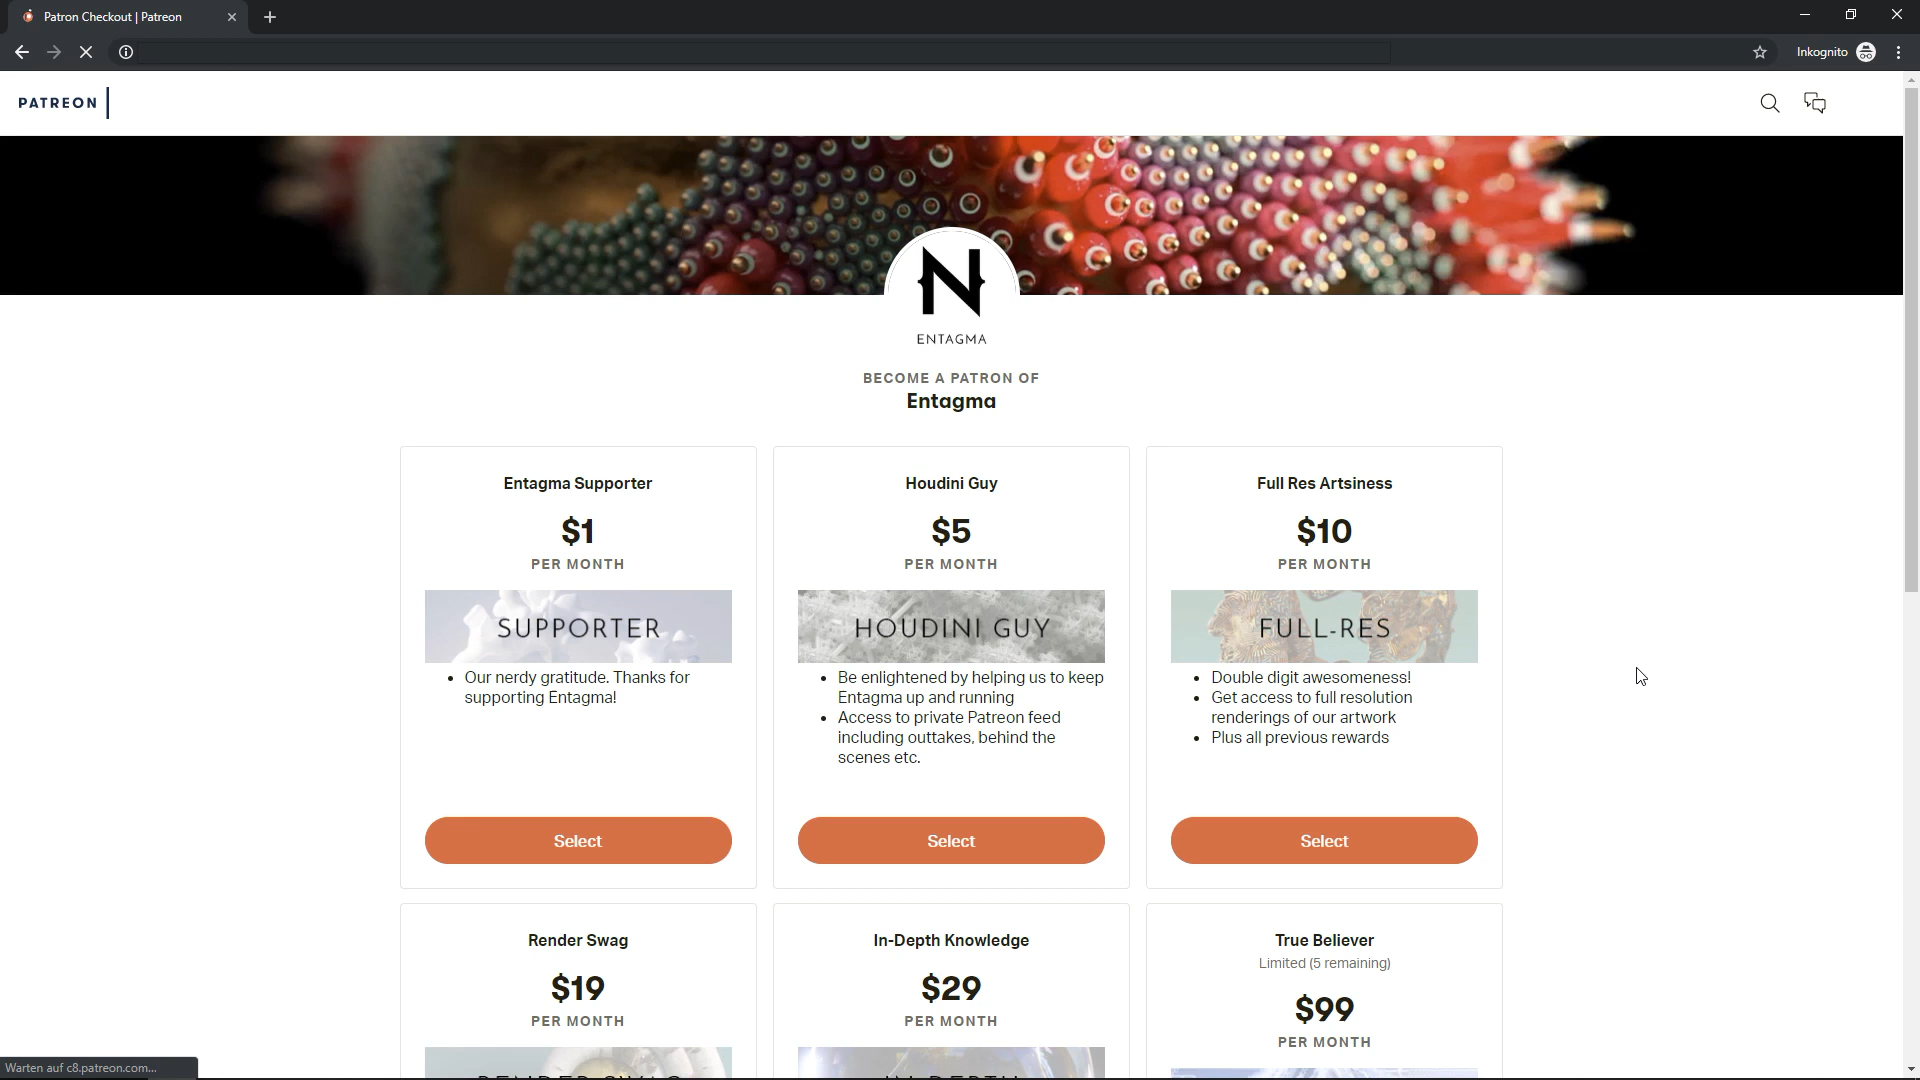 Patron Checkout | Patreon
Inkognito
PATREON
N
ENTAGMA
BECOME A PATRON OF
Entagma
Entagma Supporter
$1
PER MONTH
SUPPORTER
• Our nerdy gratitude. Thanks for
supporting Entagma!
Select
Houdini Guy
$5
PER MONTH
HOUDINI GUY
• Be enlightened by helping us to keep
Entagma up and running
• Access to private Patreon feed
including outtakes, behind the
scenes etc.
Select
Full Res Artsiness
$10
PER MONTH
FULL-RES
• Double digit awesomeness!
• Get access to full resolution
renderings of our artwork
• Plus all previous rewards
Select
Render Swag
$19
PER MONTH
RENDER SWAG
In-Depth Knowledge
$29
PER MONTH
IN-DEPTH
True Believer
Limited (5 remaining)
$99
PER MONTH
Warten auf c8.patreon.com...